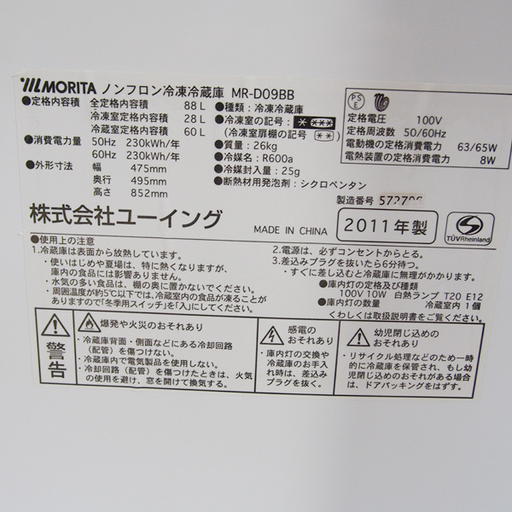 MORITA ノンフロン冷凍冷蔵庫 MR-D09BB
●定格内容積 全定格内容積 88L
冷凍室定格内容積 28L
冷蔵室定格内容積 60L
●消費電力量 50Hz 230kWh/年
60Hz 230kWh/年
●外形寸法 幅 475mm
奥行 495mm
高さ 852mm
●種類：冷凍冷蔵庫
●冷凍室の記号：
(冷凍室扉棚の記号)
●質量：26kg
●冷媒名：R600a
●冷媒封入量：25g
●断熱材用発泡剤：シクロペンタン
PSE
定格電圧 100V
定格周波数 50/60Hz
電動機の定格消費電力 63/65W
電熱装置の定格消費電力 8W
製造番号
株式会社ユーイング MADE IN CHINA 2011年製
TÜVRheinland
●使用上の注意
1.冷蔵庫は表面から放熱しています。
・使いはじめや夏場は、特に熱くなりますが、
庫内の食品には影響ありません。
・水気の多い食品は、棚の奥に置かないでください。
・周囲温度が約5℃以下のときは、冷蔵室内の食品が凍ることが
ありますので「冬季用スイッチ」を「入」にしてください。
2.電源は、必ずコンセントからとる。
3.差込みプラグを抜いたら6分待つ。
・すぐに差し込むと冷蔵庫に無理がかかります。
●庫内灯の定格及び種類
100V 10W 白熱ランプ T20 E12
●庫内灯の数量 冷蔵室内 1個
くわしくは取扱説明書をご覧ください。
警告
爆発や火災のおそれあり
・冷蔵庫背面・側面などにある冷却回路
(配管)を傷つけない。
・冷蔵庫内で電気製品を使用しない。
・冷却回路(配管)を傷つけたときは、火気
の使用を避け、窓を開けて換気する。
感電の
おそれあり
・庫内灯の交換や
冷蔵庫のお手入
れ時は、差込み
プラグを抜く。
幼児閉じ込めの
おそれあり
・リサイクル処理などのため一時
的に冷蔵庫を保管され、もし幼
児閉じ込めのおそれがある場合
は、ドアパッキングをはずす。